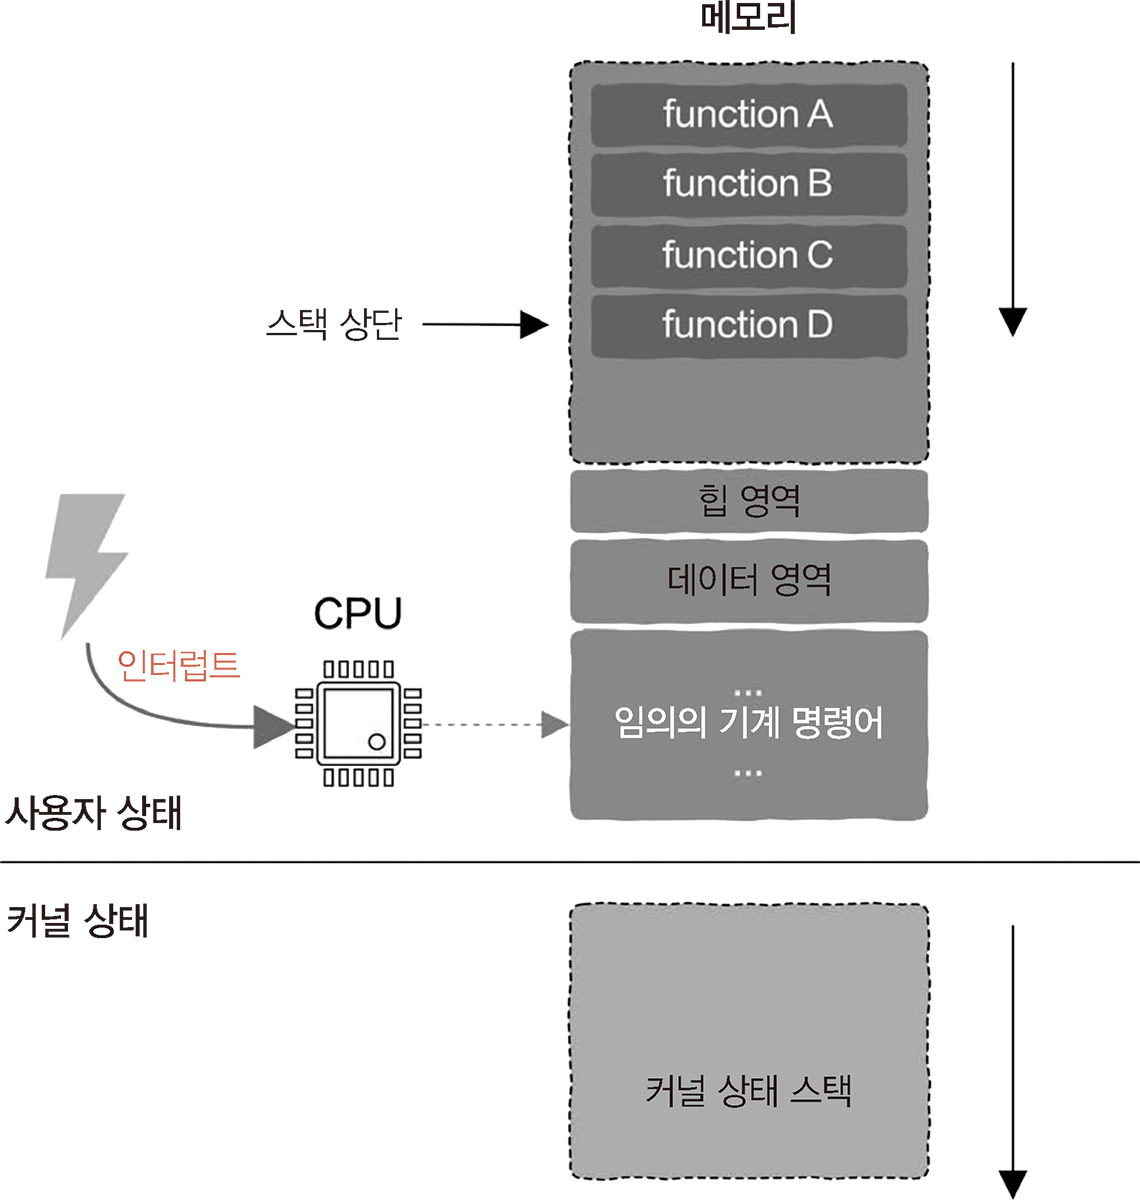 메모리
function A
function B
function C
스택 상단
function D
힙 영역
데이터 영역
CPU
인터럽트
...
임의의 기계 명령어
...
사용자 상태
커널 상태
커널 상태 스택